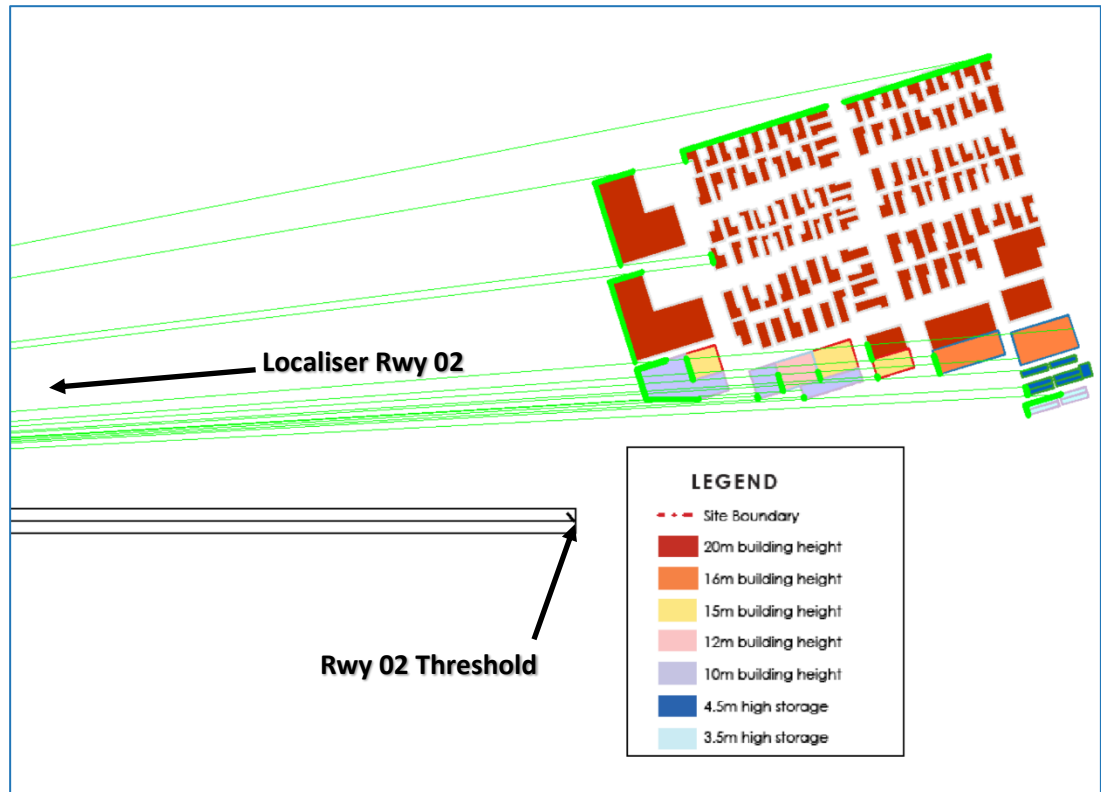 Localiser Rwy 02
Rwy 02 Threshold
LEGEND
Site Boundary
20m building height
16m building height
15m building height
12m building height
10m building height
4.5m high storage
3.5m high storage